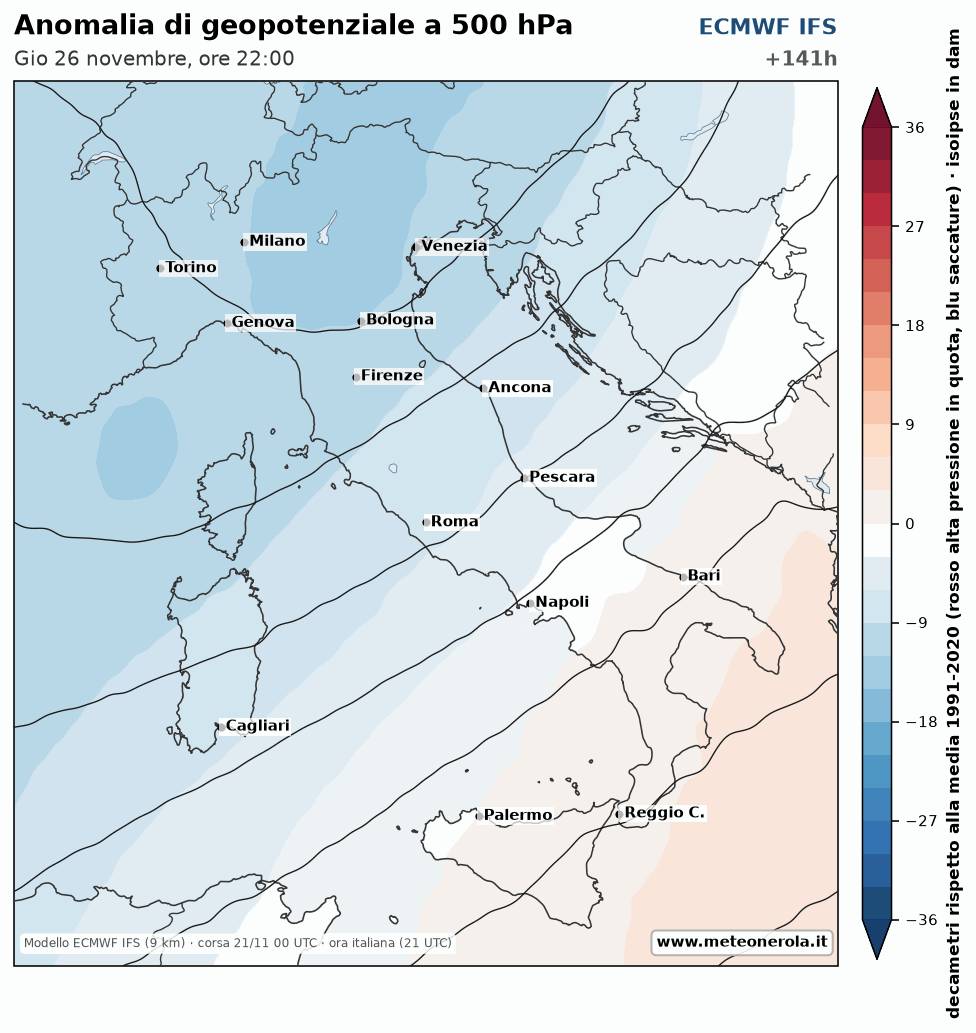 Anomalia di geopotenziale a 500 hPa
ECMWF IFS
Gio 26 novembre, ore 22:00
+141h
Milano
Venezia
Torino
Genova
Bologna
Firenze
Ancona
Pescara
Roma
Bari
Napoli
Cagliari
Palermo
Reggio C.
Modello ECMWF IFS (9 km) · corsa 21/11 00 UTC · ora italiana (21 UTC)
www.meteonerola.it
36
27
18
9
0
−9
−18
−27
−36
decametri rispetto alla media 1991-2020 (rosso alta pressione in quota, blu saccature) · isoipse in dam